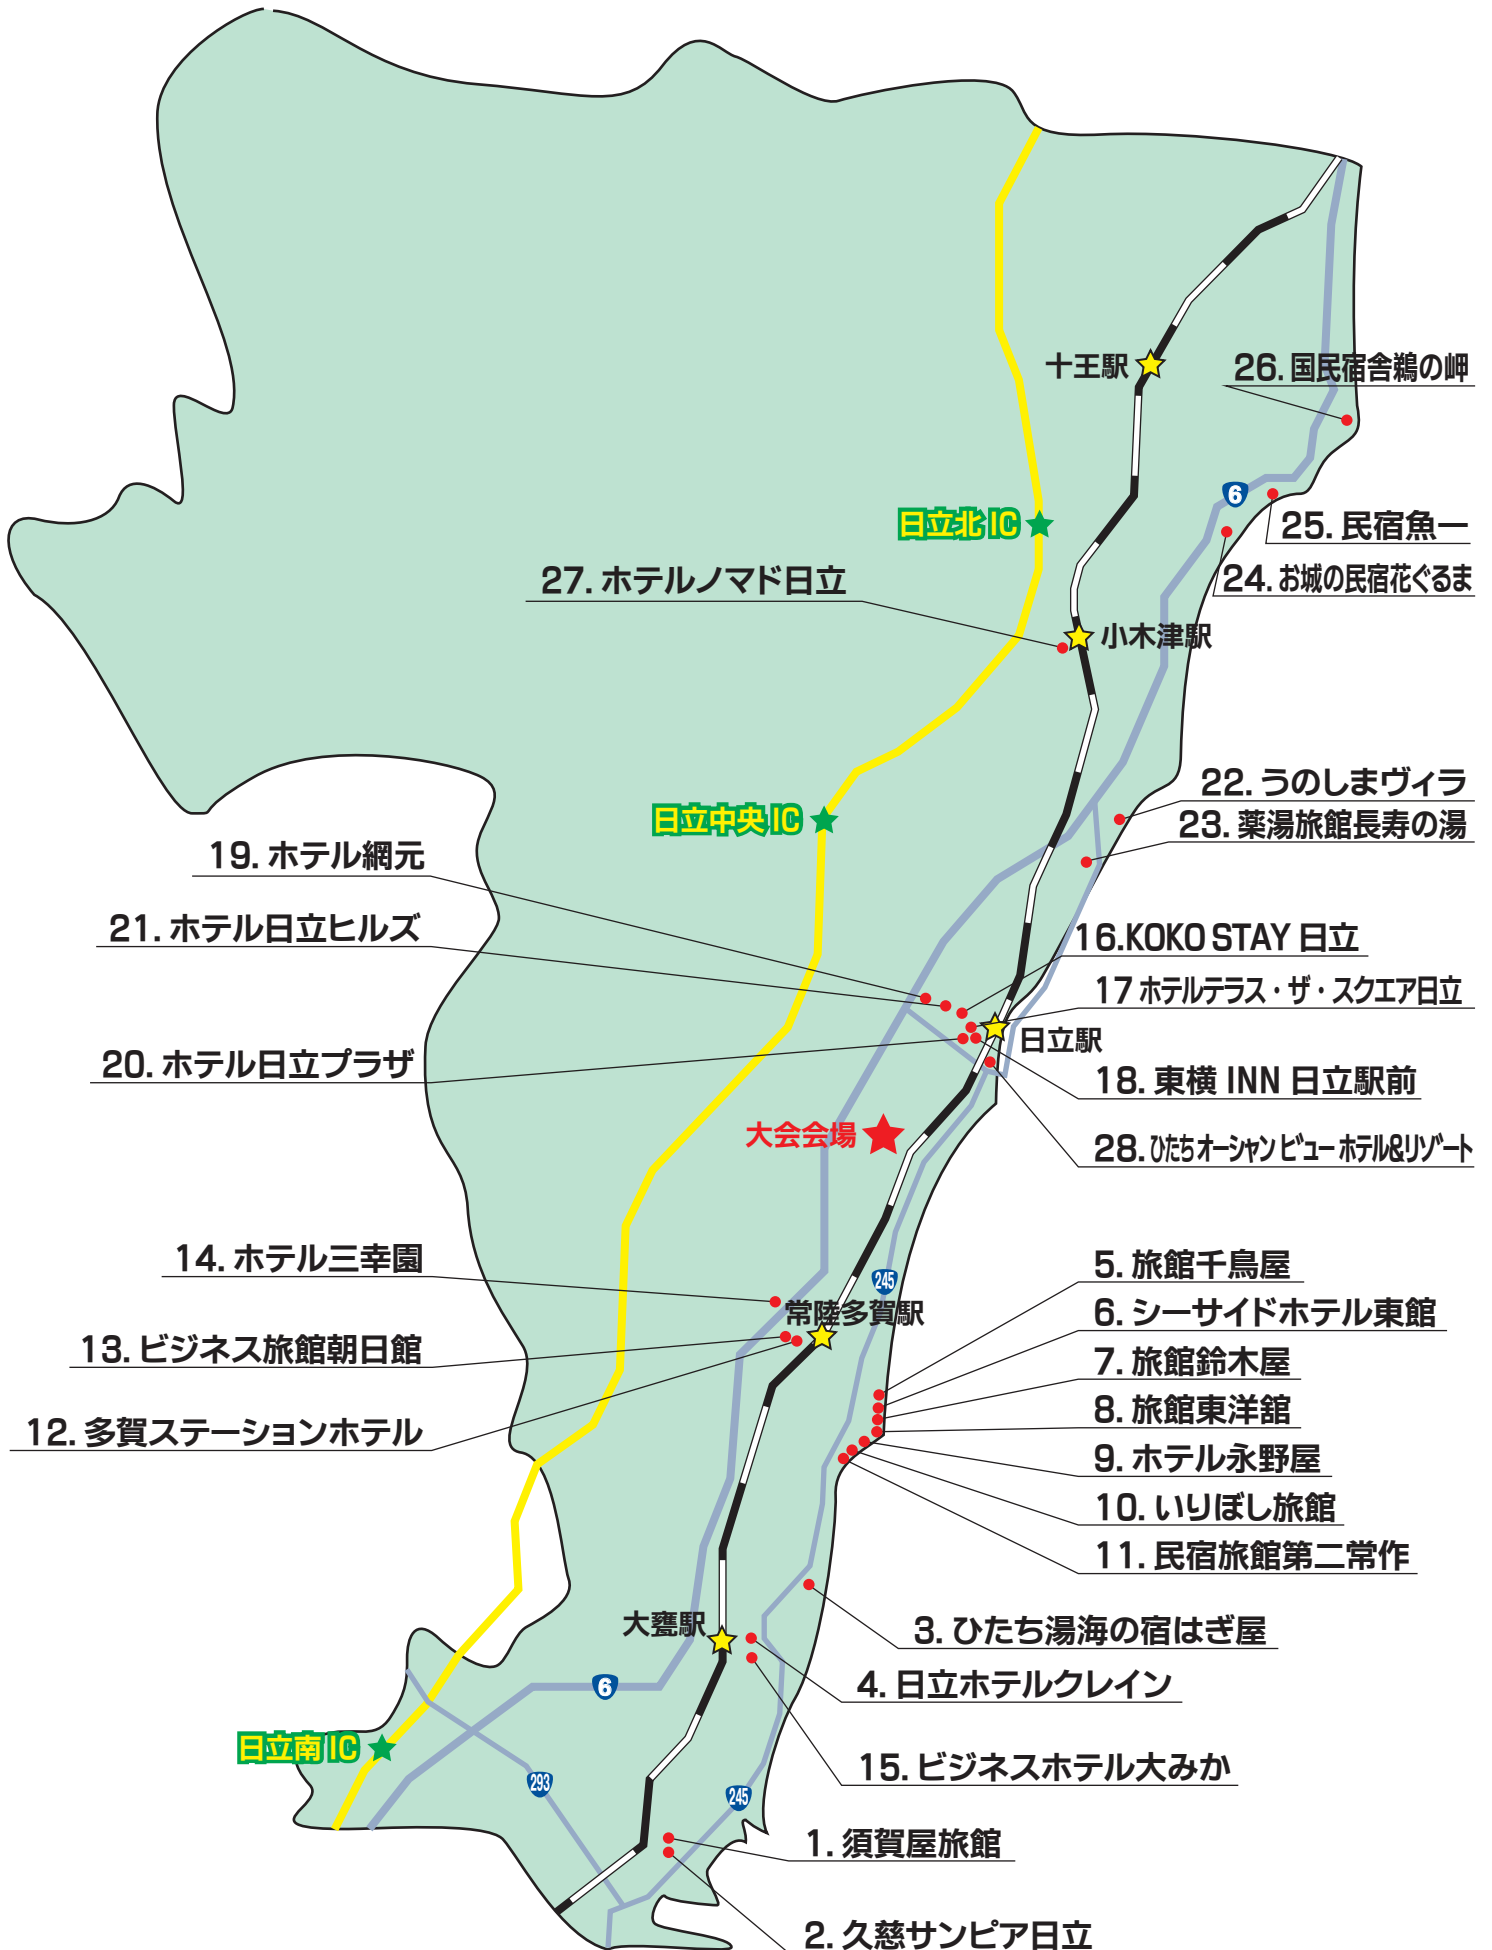 十王駅
26. 国民宿舎鵜の岬
6
日立北 IC
25. 民宿魚一
24. お城の民宿花ぐるま
27. ホテルノマド日立
小木津駅
22. うのしまヴィラ
23. 薬湯旅館長寿の湯
日立中央 IC
19. ホテル網元
21. ホテル日立ヒルズ
16.KOKO STAY 日立
17 ホテルテラス・ザ・スクエア日立
日立駅
20. ホテル日立プラザ
18. 東横 INN 日立駅前
大会会場
28. ひたち オーシャン ビュー ホテル&リゾート
14. ホテル三幸園
245
5. 旅館千鳥屋
常陸多賀駅
6. シーサイドホテル東館
13. ビジネス旅館朝日館
7. 旅館鈴木屋
8. 旅館東洋舘
12. 多賀ステーションホテル
9. ホテル永野屋
10. いりぼし旅館
11. 民宿旅館第二常作
大甕駅
3. ひたち湯海の宿はぎ屋
4. 日立ホテルクレイン
6
日立南 IC
15. ビジネスホテル大みか
293
245
1. 須賀屋旅館
2. 久慈サンピア日立